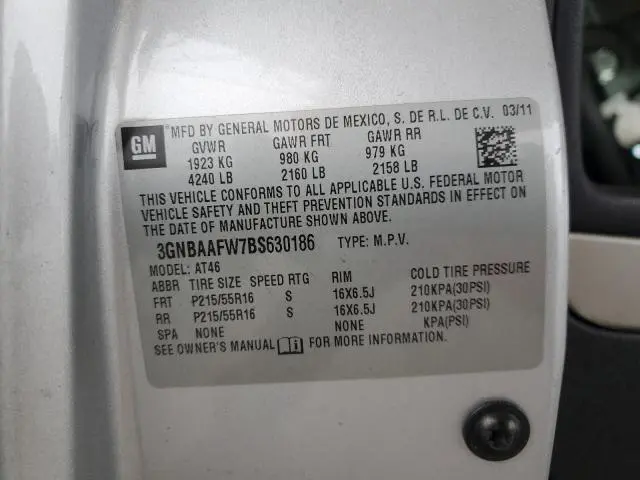 GM
MFD BY GENERAL MOTORS DE MEXICO, S. DE R.L. DE C.V. 03/11
GVWR GAWR FRT GAWR RR
1923 KG 980 KG 979 KG
4240 LB 2160 LB 2158 LB
THIS VEHICLE CONFORMS TO ALL APPLICABLE U.S. FEDERAL MOTOR
VEHICLE SAFETY AND THEFT PREVENTION STANDARDS IN EFFECT ON
THE DATE OF MANUFACTURE SHOWN ABOVE.
3GNBAAFW7BS630186 TYPE: M.P.V.
MODEL: AT46
ABBR TIRE SIZE SPEED RTG RIM COLD TIRE PRESSURE
FRT P215/55R16 S 16X6.5J 210KPA(30PSI)
RR P215/55R16 S 16X6.5J 210KPA(30PSI)
SPA NONE NONE KPA(PSI)
SEE OWNER'S MANUAL FOR MORE INFORMATION.